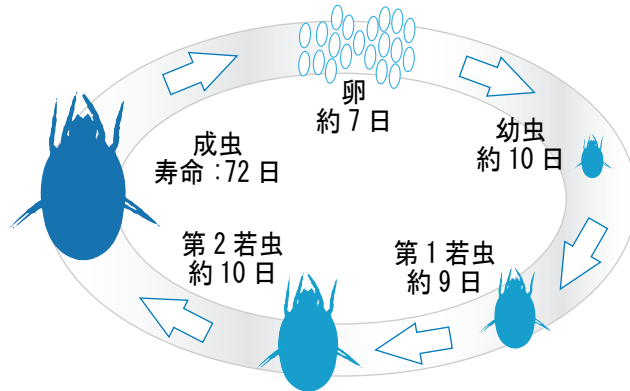 卵
約 7 日
幼虫
約 10 日
第 1 若虫
約 9 日
第 2 若虫
約 10 日
成虫
寿命 :72 日